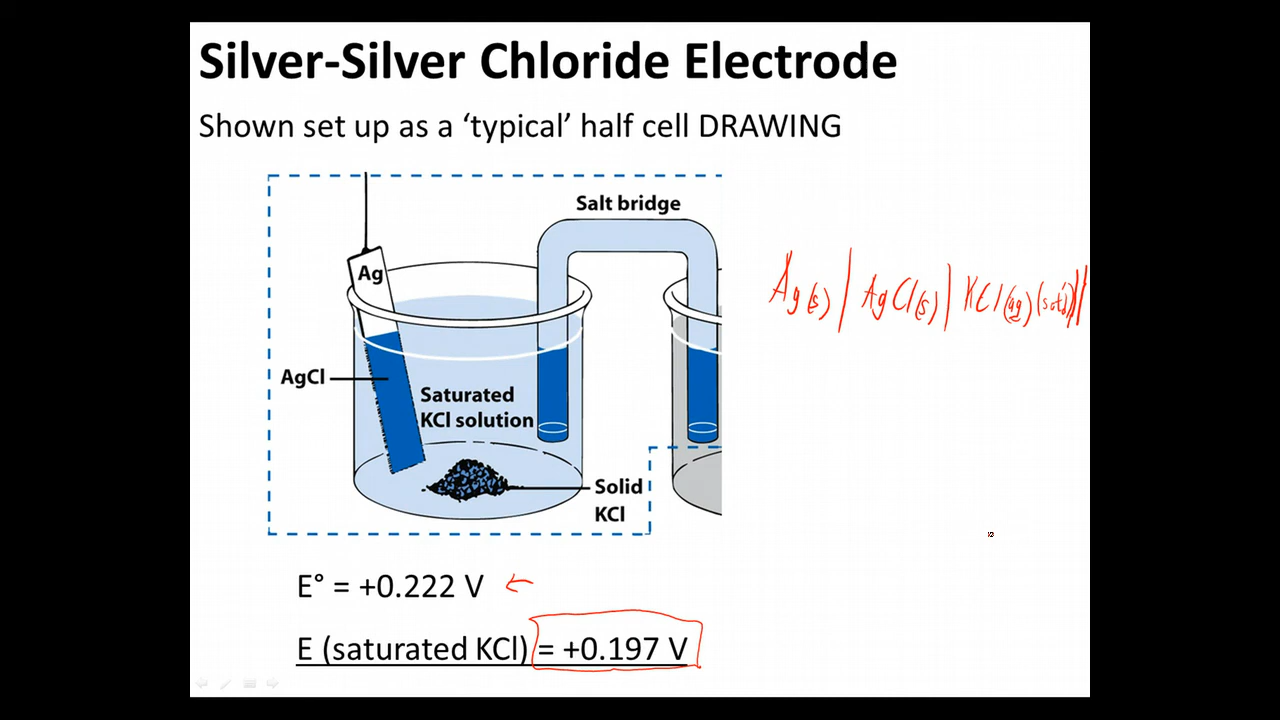 Silver-Silver Chloride Electrode
Shown set up as a ‘typical’ half cell DRAWING
Salt bridge
Ag
Ag(s) | AgCl(s) | KCl(aq)(sat'd)||
AgCl
Saturated
KCl solution
Solid
KCl
E° = +0.222 V ←
E (saturated KCl) = +0.197 V